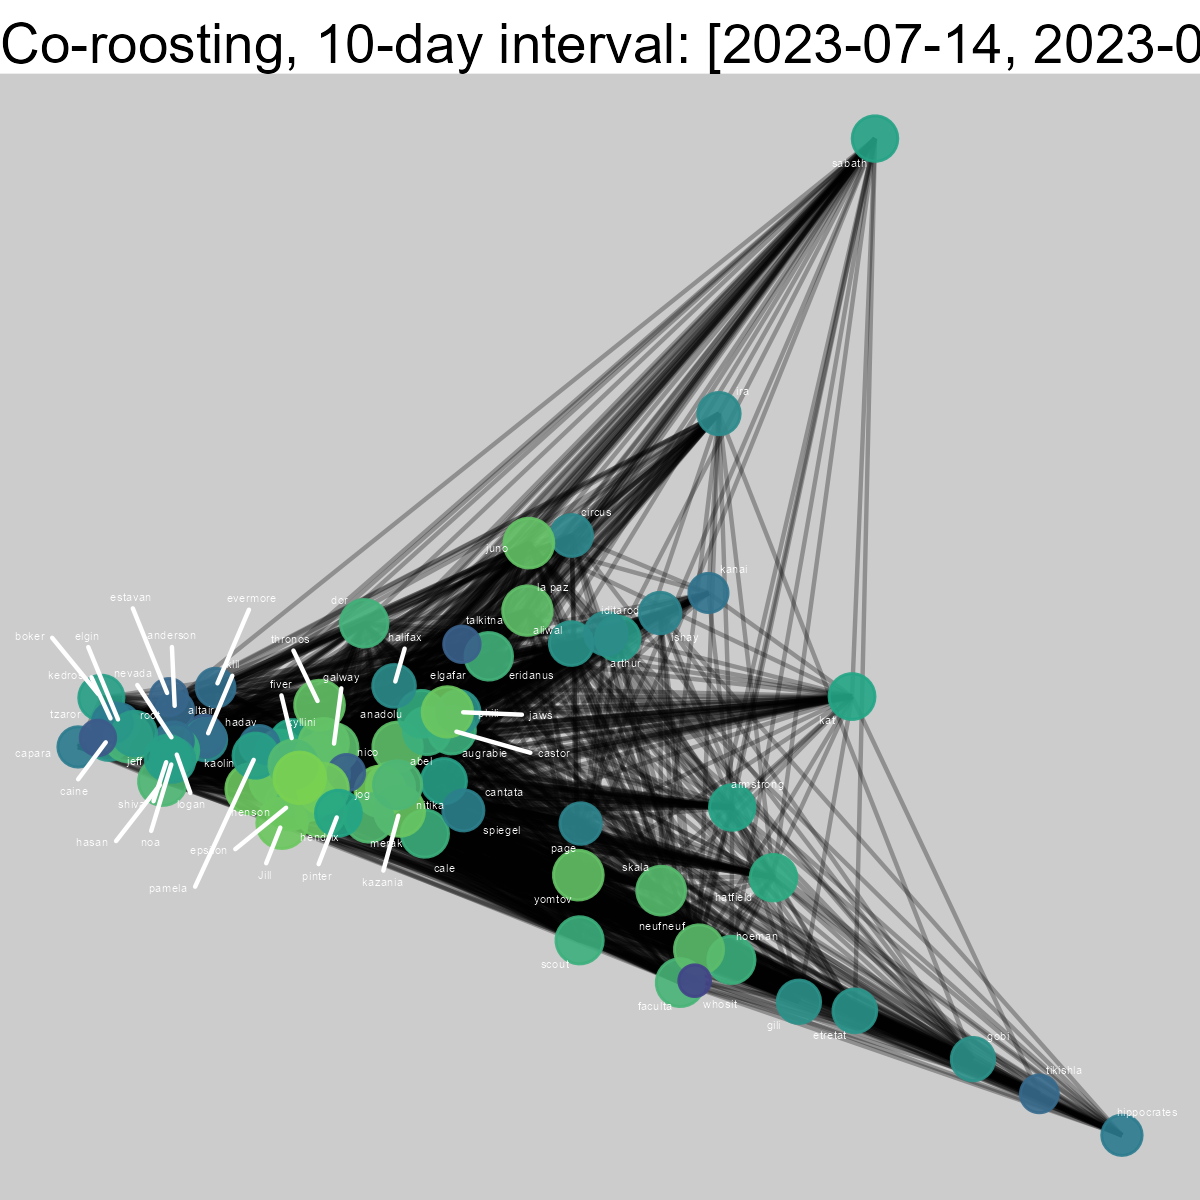 Co-roosting, 10-day interval: [2023-07-14, 2023-0
sabath
ira
circus
juno
kanai
la paz
estavan
evermore
dor
iditarod
talkitna
aliwal
boker
elgin
anderson
thronos
halifax
ishay
arthur
kedros
nevada
galway
elgafar
eridanus
fiver
tzaror
altair
anadolu
jaws
root
haday
kyllini
kat
capara
nico
augrabie
castor
jeff
kaolin
abel
armstrong
caine
jog
cantata
shiva
logan
henson
nitika
hasan
noa
epsilon
hendrix
merak
spiegel
page
Jill
pinter
cale
skala
pamela
kazania
yomtov
hatfield
neufneuf
hoeman
scout
faculta
whosit
gili
etretat
gobi
tikishla
hippocrates